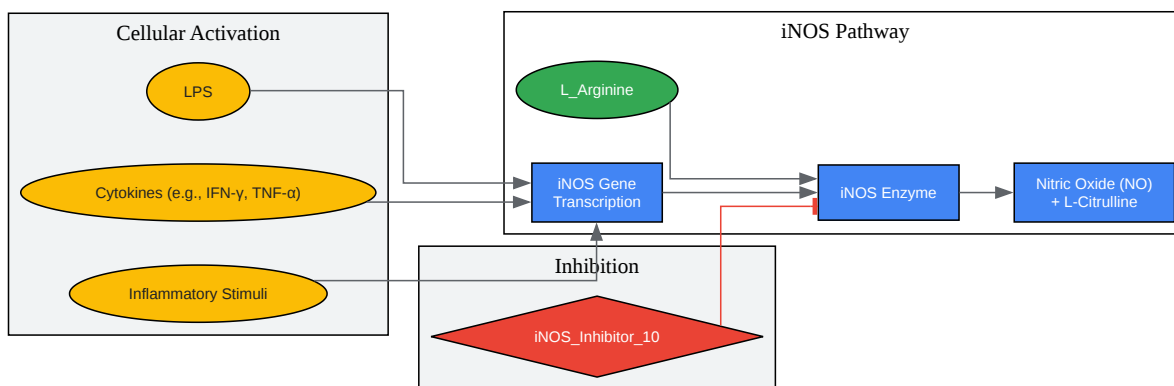 Cellular Activation
LPS
Cytokines (e.g., IFN-γ, TNF-α)
Inflammatory Stimuli
iNOS Pathway
L_Arginine
iNOS Gene
Transcription
iNOS Enzyme
Nitric Oxide (NO)
+ L-Citrulline
Inhibition
iNOS_Inhibitor_10